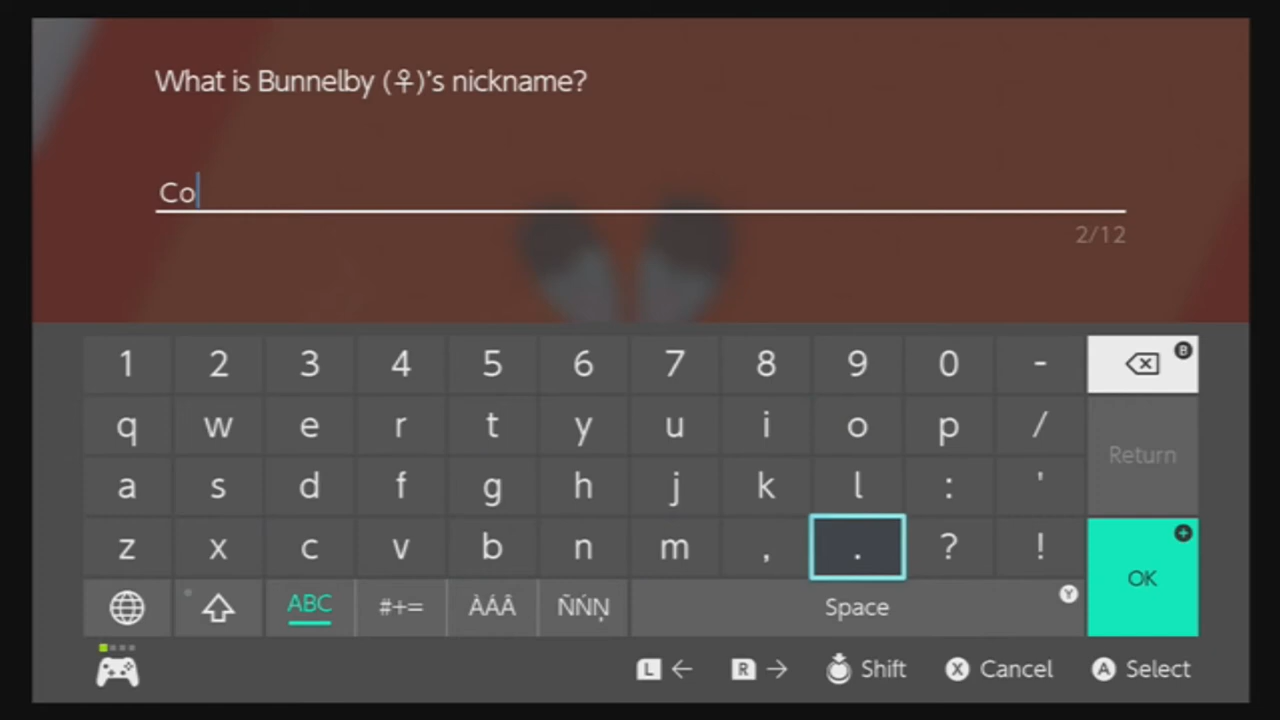 What is Bunnelby (♀)'s nickname?
Co
2/12
1 2 3 4 5 6 7 8 9 0 - B
q w e r t y u i o p / Return
a s d f g h j k l : '
z x c v b n m , . ? ! + OK
ABC #+= ÀÁÂ ÑŃṆ Space Y
L ← R → Shift X Cancel A Select